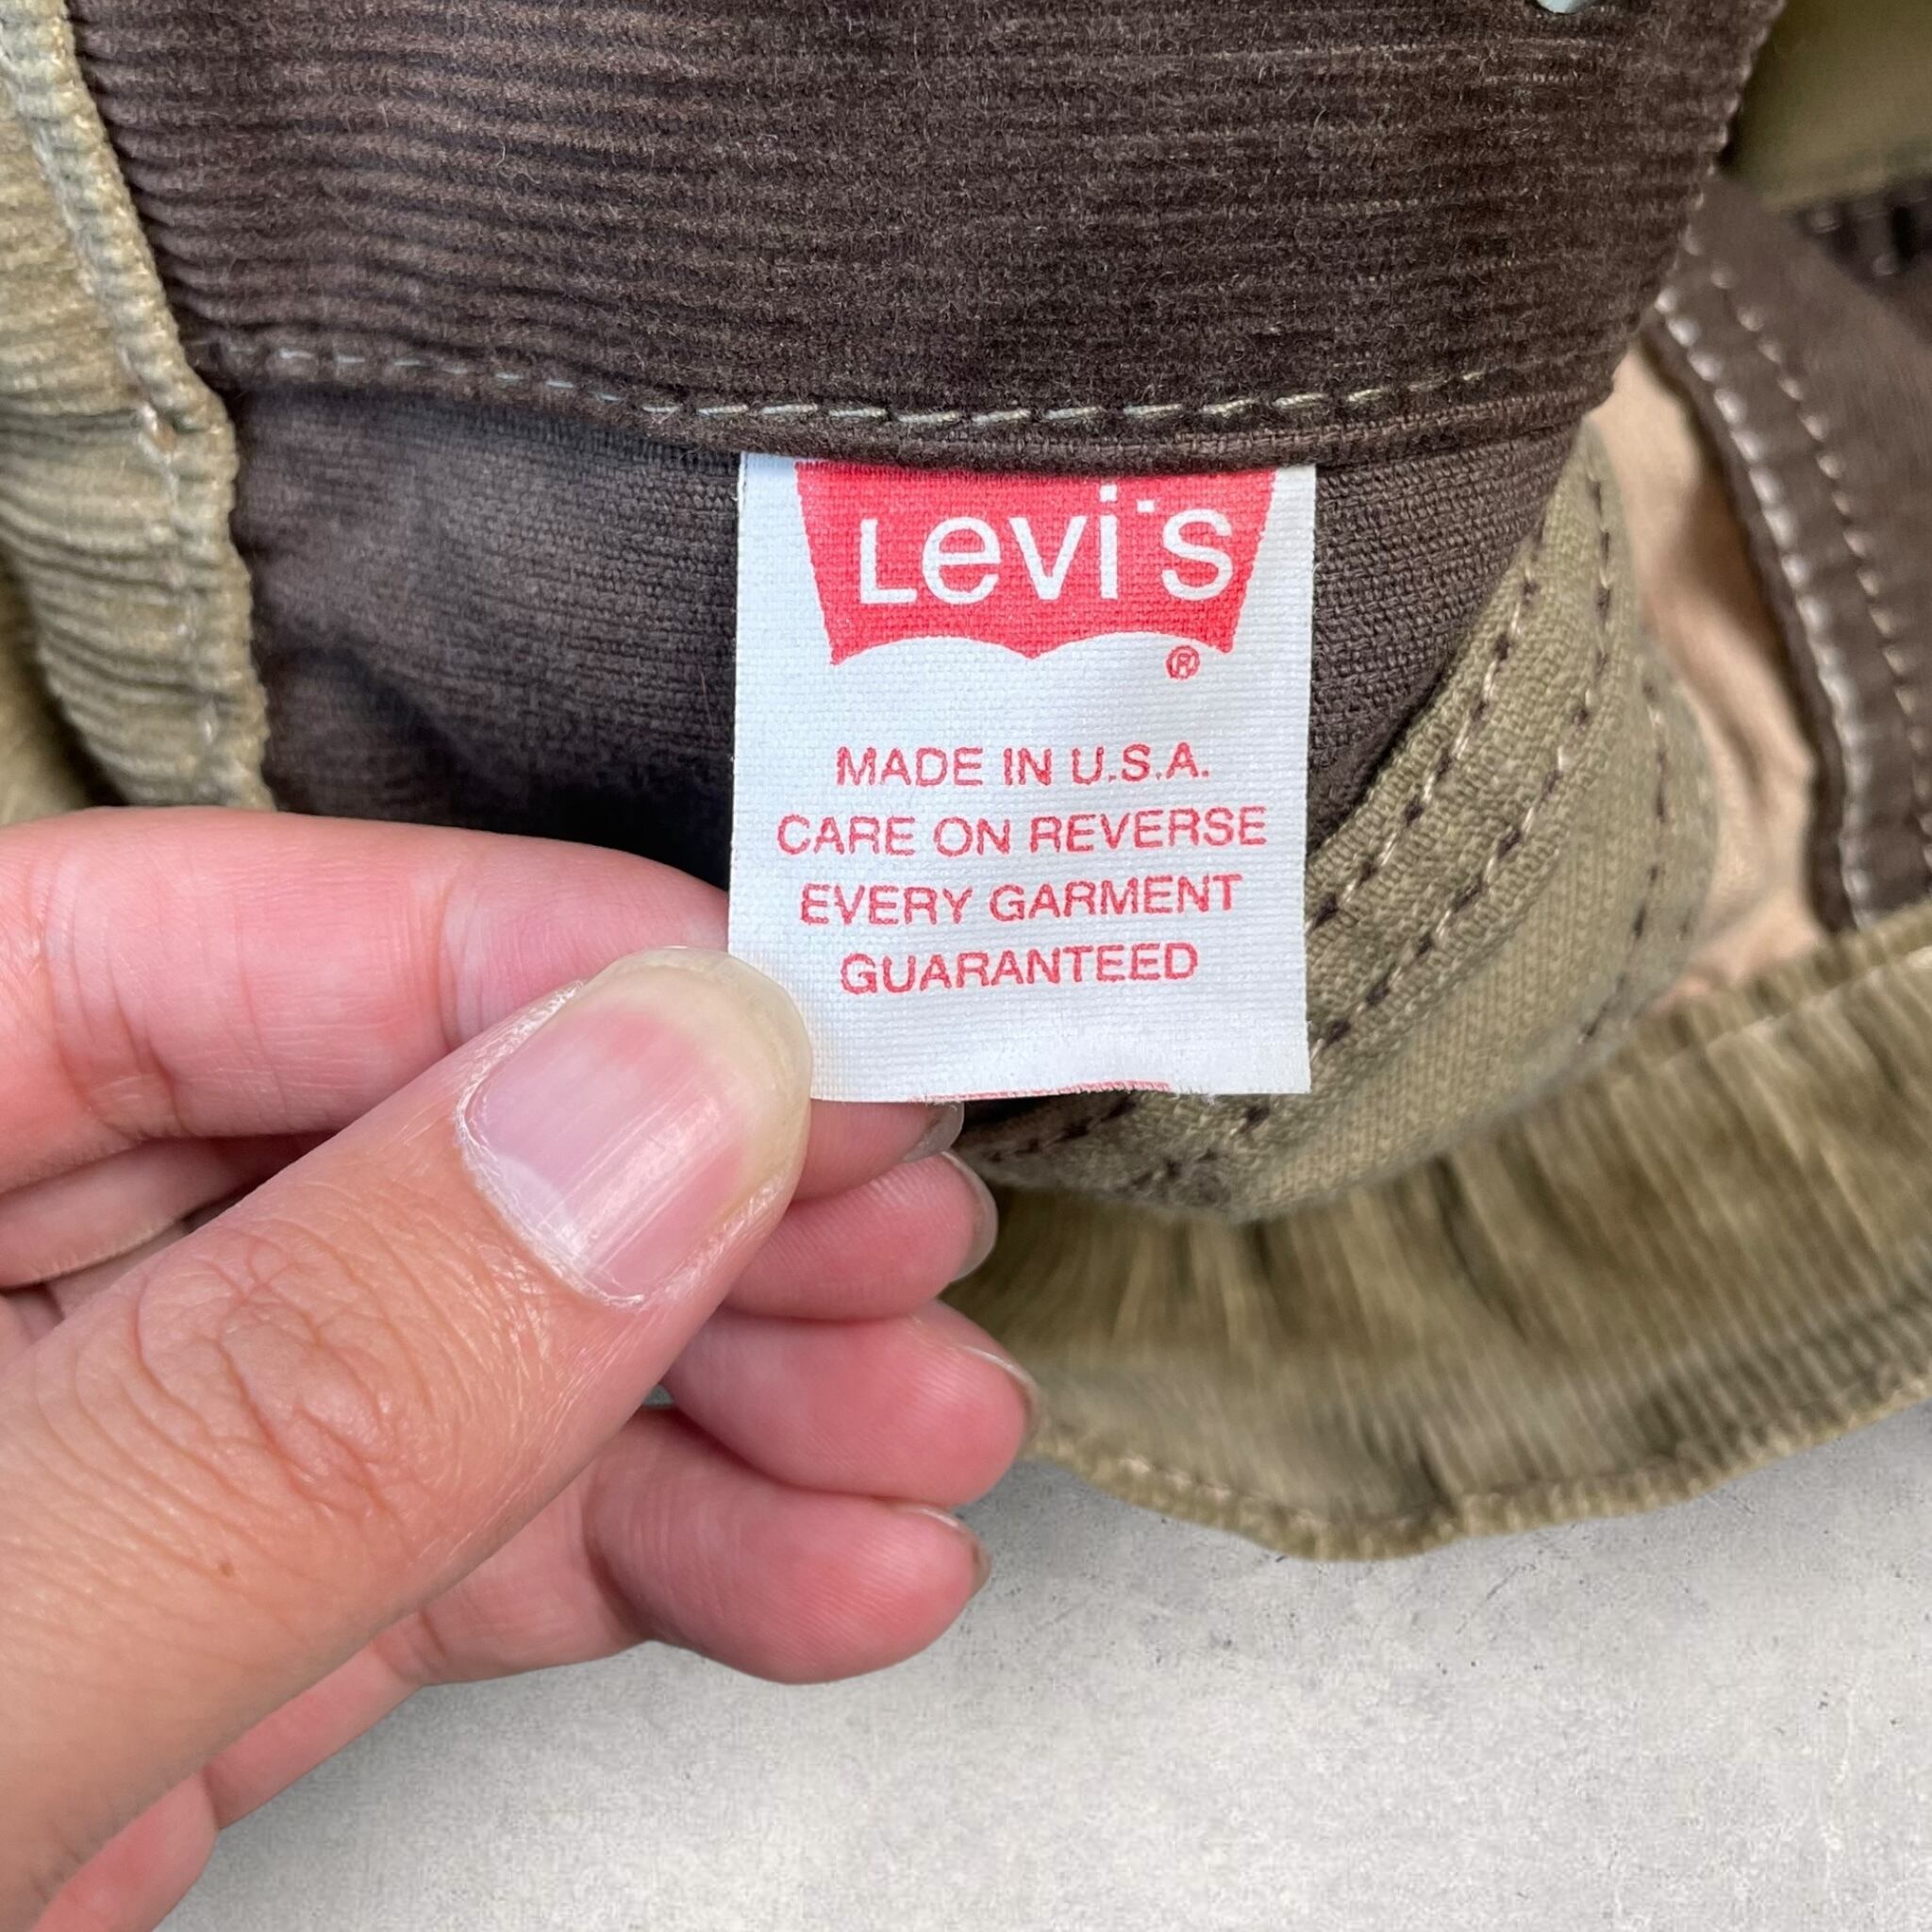 Levi's
®
MADE IN U.S.A.
CARE ON REVERSE
EVERY GARMENT
GUARANTEED